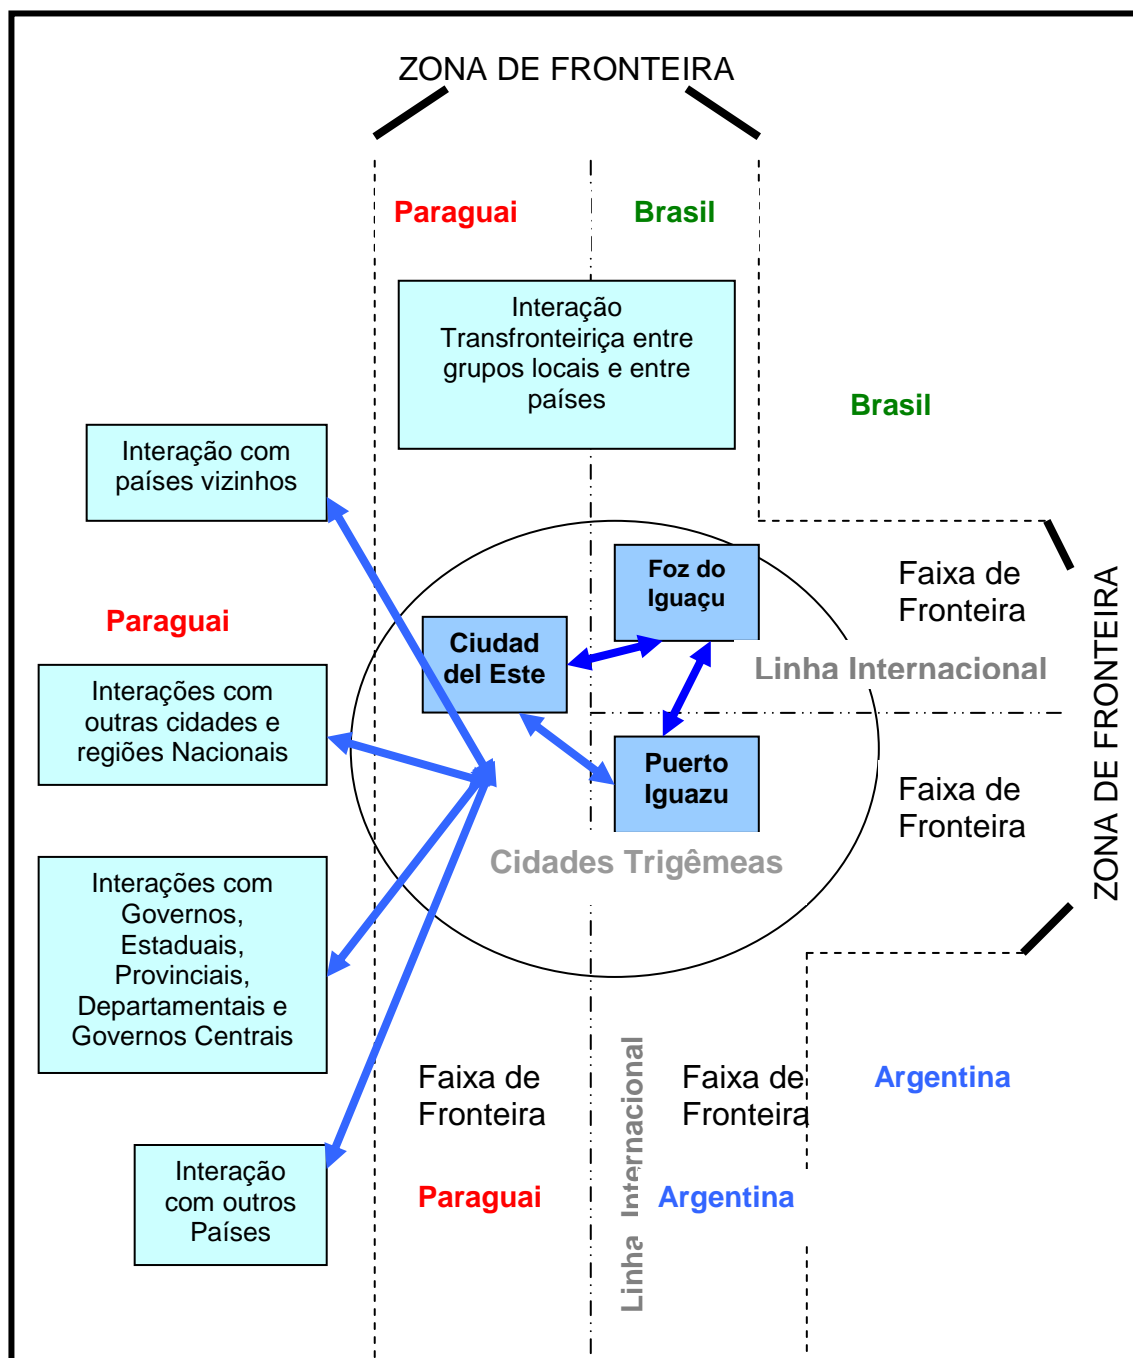 ZONA DE FRONTEIRA
Paraguai
Brasil
Interação
Transfronteiriça entre
grupos locais e entre
países
Brasil
Interação com
países vizinhos
Foz do
Iguaçu
Faixa de
Fronteira
ZONA DE FRONTEIRA
Paraguai
Ciudad
del Este
Linha Internacional
Interações com
outras cidades e
regiões Nacionais
Puerto
Iguazu
Faixa de
Fronteira
Cidades Trigêmeas
Interações com
Governos,
Estaduais,
Provinciais,
Departamentais e
Governos Centrais
Faixa de
Fronteira
Linha Internacional
Faixa de
Fronteira
Argentina
Interação
com outros
Países
Paraguai
Argentina